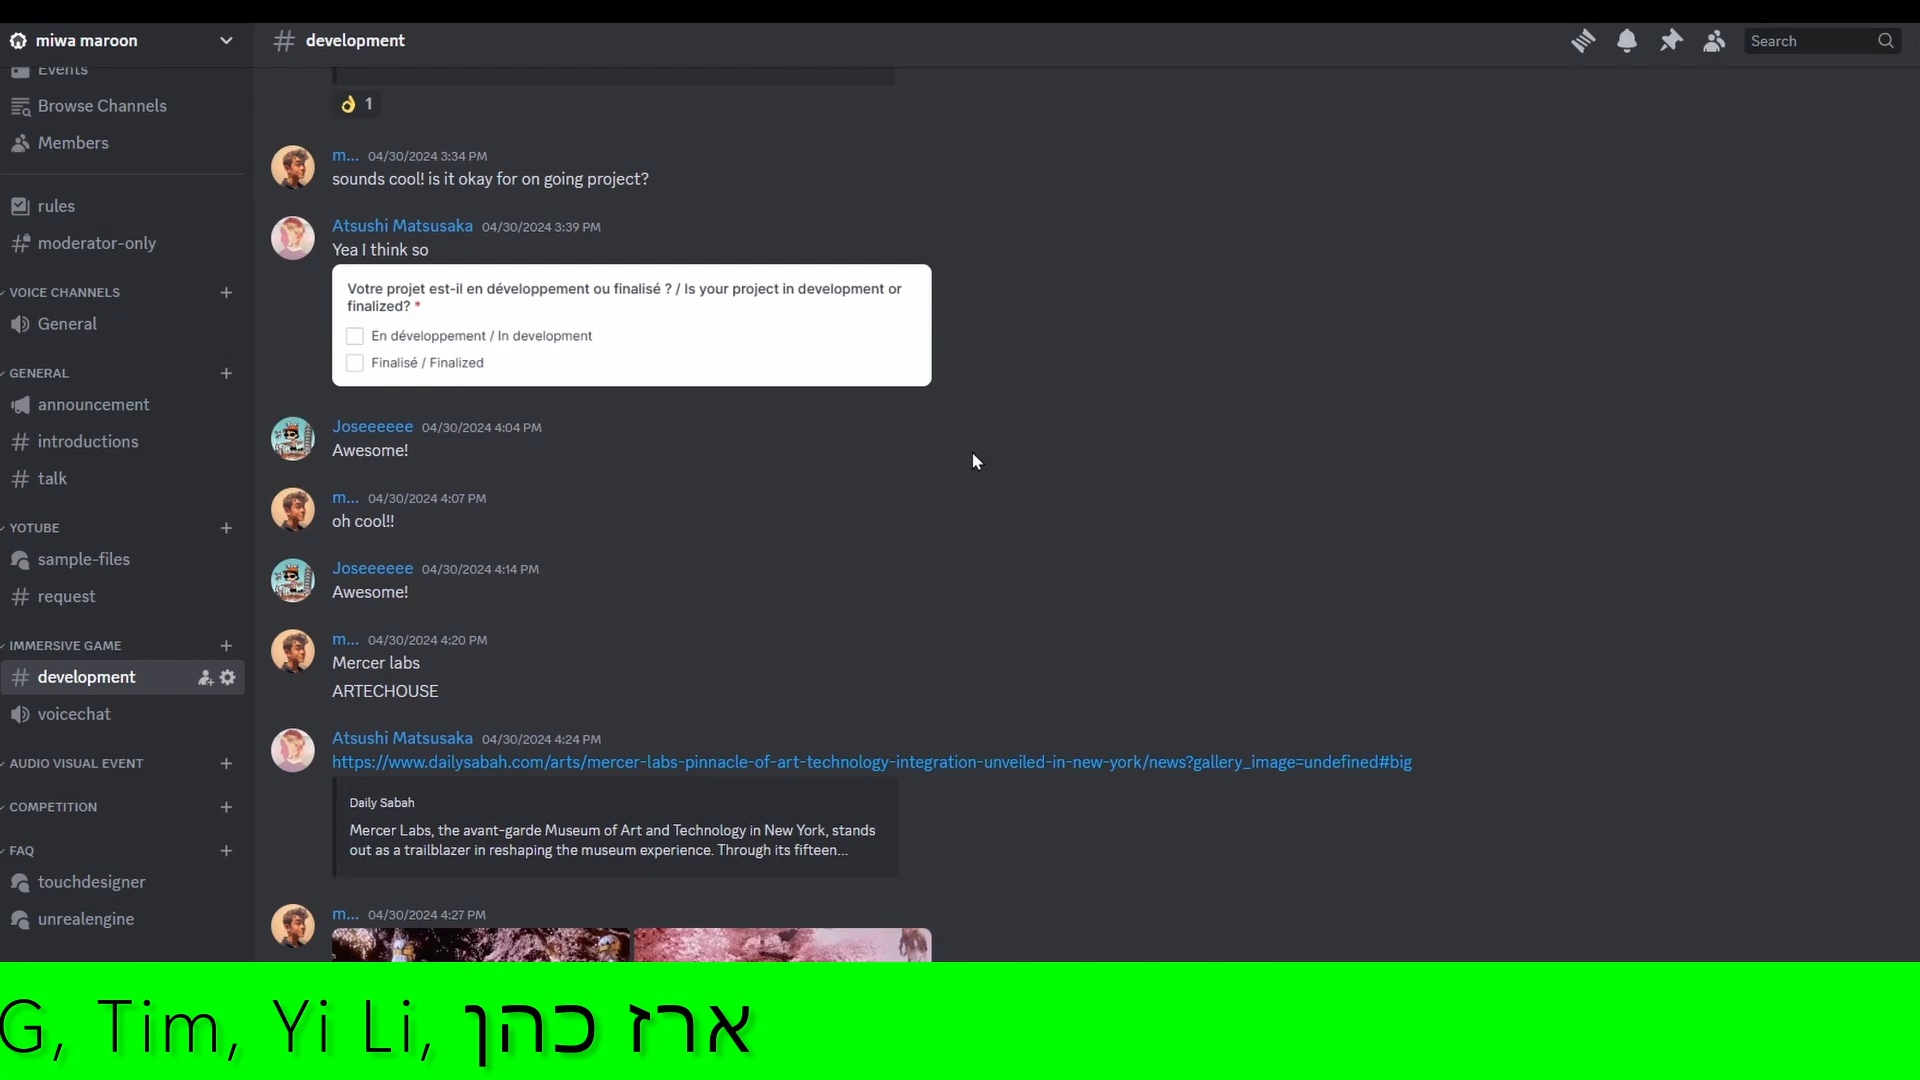 miwa maroon
development
Search
Events
Browse Channels
Members
rules
moderator-only
VOICE CHANNELS
General
GENERAL
announcement
introductions
talk
YOTUBE
sample-files
request
IMMERSIVE GAME
development
voicechat
AUDIO VISUAL EVENT
COMPETITION
FAQ
touchdesigner
unrealengine
1
m... 04/30/2024 3:34 PM
sounds cool! is it okay for on going project?
Atsushi Matsusaka 04/30/2024 3:39 PM
Yea I think so
Votre projet est-il en développement ou finalisé ? / Is your project in development or
finalized? *
En développement / In development
Finalisé / Finalized
Joseeeeee 04/30/2024 4:04 PM
Awesome!
m... 04/30/2024 4:07 PM
oh cool!!
Joseeeeee 04/30/2024 4:14 PM
Awesome!
m... 04/30/2024 4:20 PM
Mercer labs
ARTECHOUSE
Atsushi Matsusaka 04/30/2024 4:24 PM
https://www.dailysabah.com/arts/mercer-labs-pinnacle-of-art-technology-integration-unveiled-in-new-york/news?gallery_image=undefined#big
Daily Sabah
Mercer Labs, the avant-garde Museum of Art and Technology in New York, stands
out as a trailblazer in reshaping the museum experience. Through its fifteen...
m... 04/30/2024 4:27 PM
G, Tim, Yi Li, ארז כהן